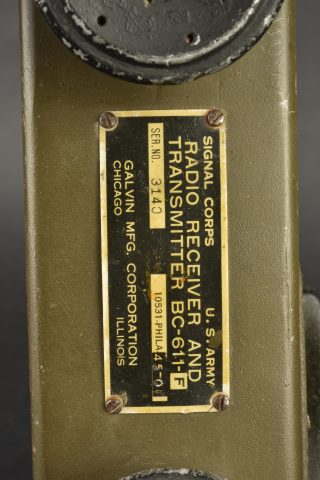 SIGNAL CORPS U.S. ARMY
RADIO RECEIVER AND
TRANSMITTER BC-611-F
SER.NO. 3140 10531-PHILA-45-
GALVIN MFG. CORPORATION
CHICAGO ILLINOIS